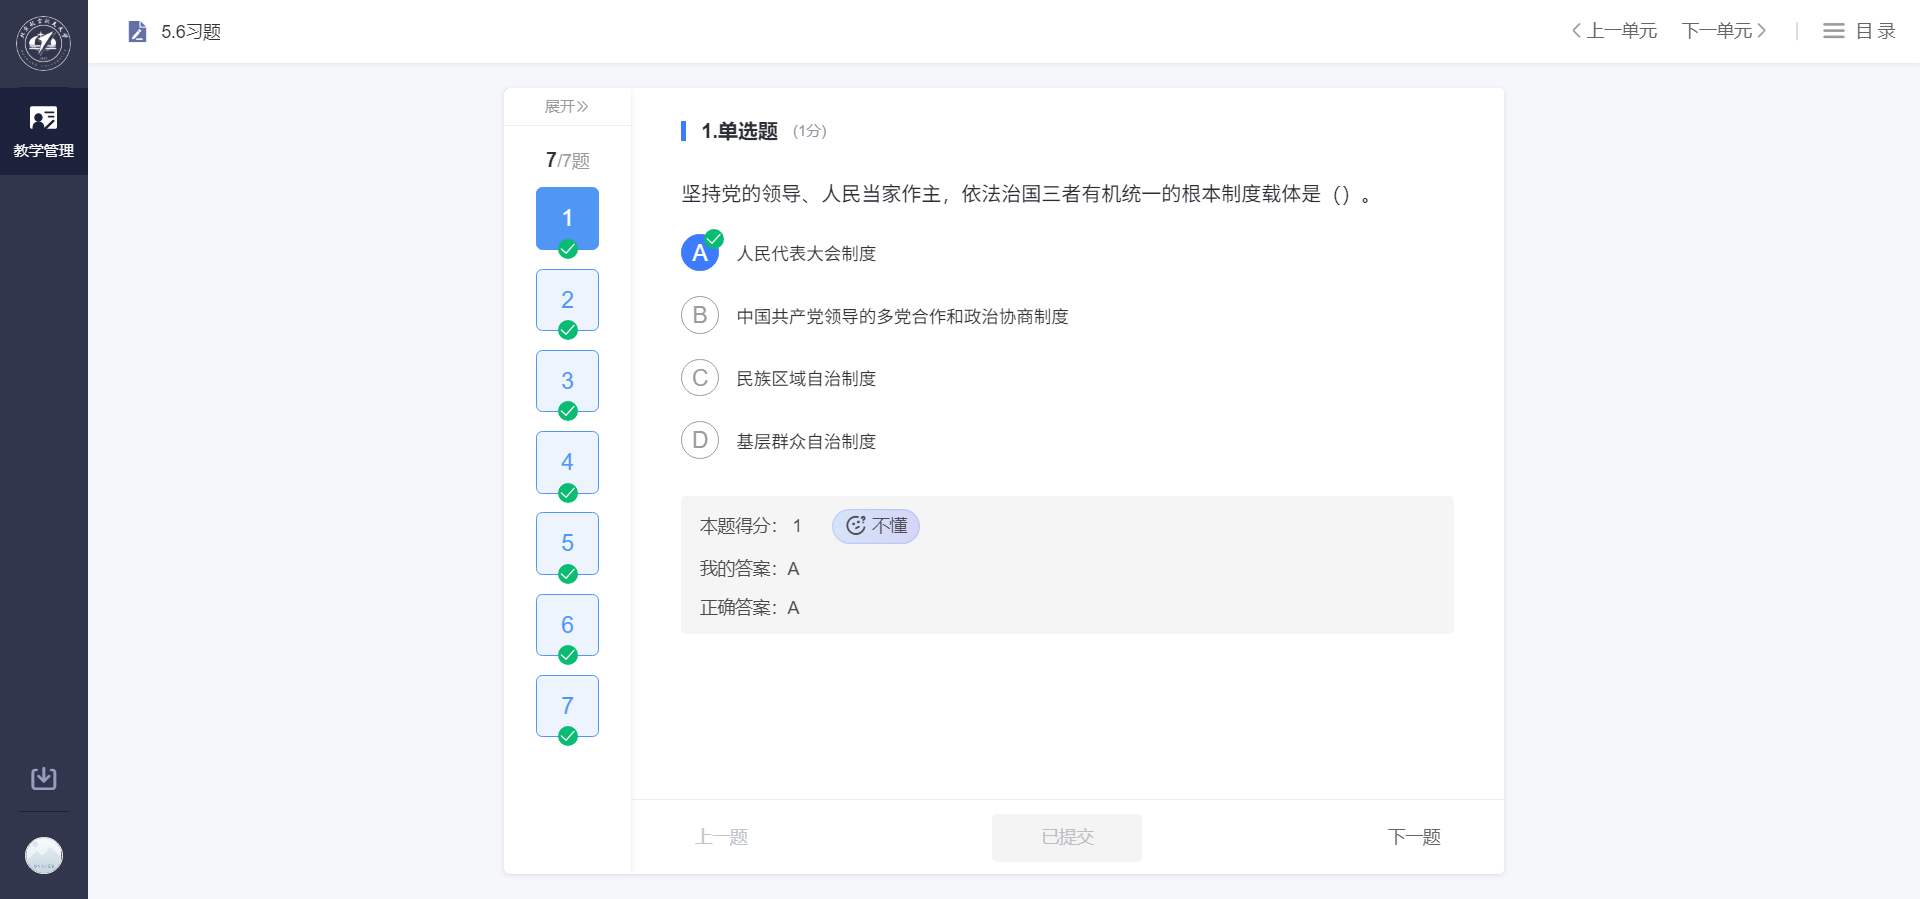 5.6习题
上一单元 下一单元 | 目录
教学管理
展开
7/7题
1
2
3
4
5
6
7
1.单选题 (1分)
坚持党的领导、人民当家作主，依法治国三者有机统一的根本制度载体是（）。
A 人民代表大会制度
B 中国共产党领导的多党合作和政治协商制度
C 民族区域自治制度
D 基层群众自治制度
本题得分： 1 不懂
我的答案：A
正确答案：A
上一题 已提交 下一题